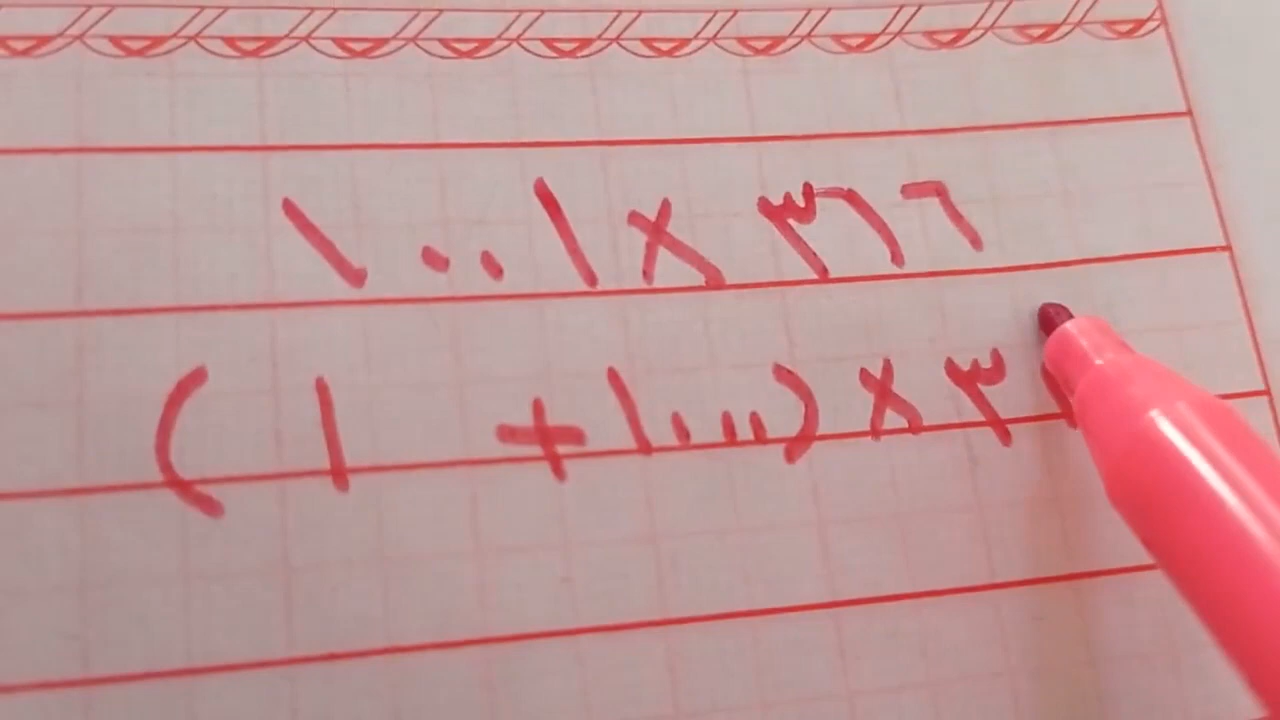 ١٠٠١ × ٣٦٦
( ١ + ١٠٠٠) × ٣